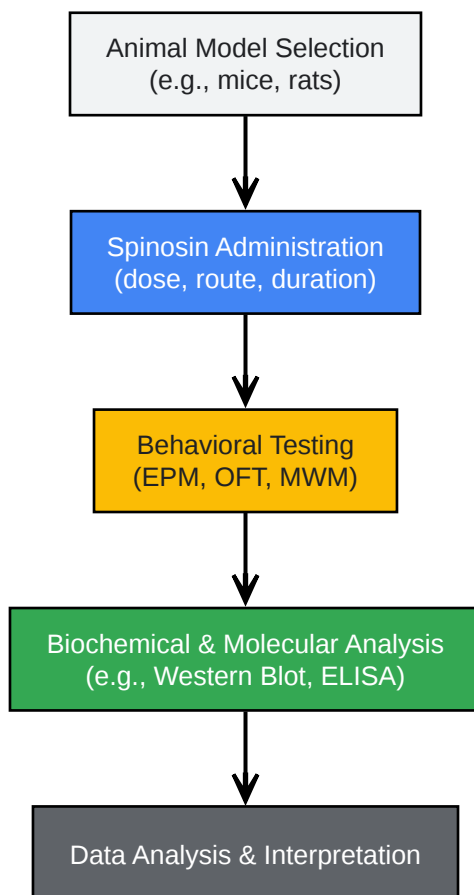 Animal Model Selection
(e.g., mice, rats)
Spinosin Administration
(dose, route, duration)
Behavioral Testing
(EPM, OFT, MWM)
Biochemical & Molecular Analysis
(e.g., Western Blot, ELISA)
Data Analysis & Interpretation